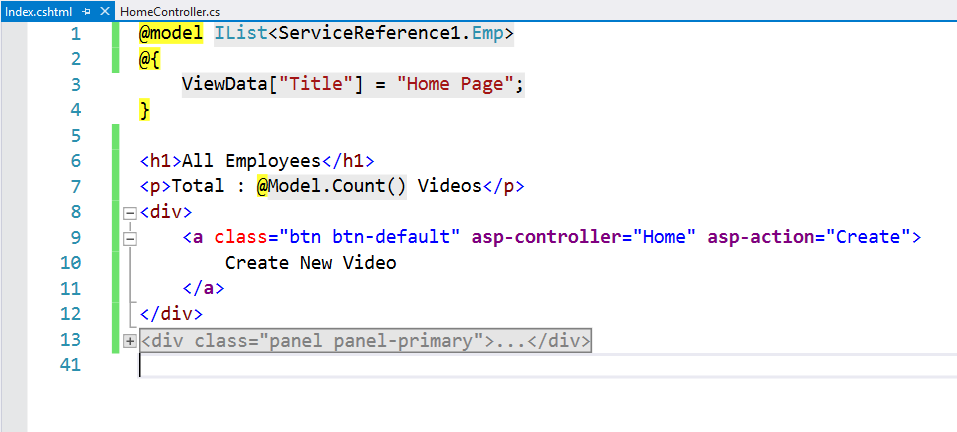 Index.cshtml HomeController.cs
1 @model IList<ServiceReference1.Emp>
2 @{
3     ViewData["Title"] = "Home Page";
4 }
5
6 <h1>All Employees</h1>
7 <p>Total : @Model.Count() Videos</p>
8 <div>
9     <a class="btn btn-default" asp-controller="Home" asp-action="Create">
10         Create New Video
11     </a>
12 </div>
13 <div class="panel panel-primary">...</div>
41